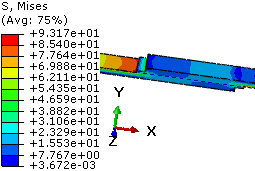 S, Mises
(Avg: 75%)
+9.317e+01
+8.540e+01
+7.764e+01
+6.988e+01
+6.211e+01
+5.435e+01
+4.659e+01
+3.882e+01
+3.106e+01
+2.329e+01
+1.553e+01
+7.767e+00
+3.672e-03
Y
X
Z